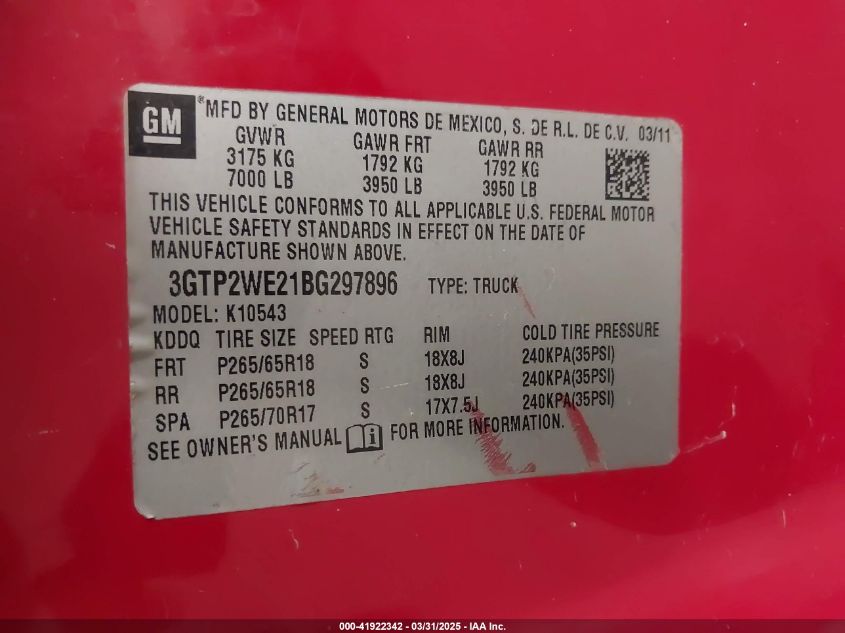 GM
®MFD BY GENERAL MOTORS DE MEXICO, S. DE R.L. DE C.V. 03/11
GVWR GAWR FRT GAWR RR
3175 KG 1792 KG 1792 KG
7000 LB 3950 LB 3950 LB
THIS VEHICLE CONFORMS TO ALL APPLICABLE U.S. FEDERAL MOTOR
VEHICLE SAFETY STANDARDS IN EFFECT ON THE DATE OF
MANUFACTURE SHOWN ABOVE.
3GTP2WE21BG297896 TYPE: TRUCK
MODEL: K10543
KDDQ TIRE SIZE SPEED RTG RIM COLD TIRE PRESSURE
FRT P265/65R18 S 18X8J 240KPA(35PSI)
RR P265/65R18 S 18X8J 240KPA(35PSI)
SPA P265/70R17 S 17X7.5J 240KPA(35PSI)
SEE OWNER'S MANUAL i FOR MORE INFORMATION.
000-41922342 - 03/31/2025 - IAA Inc.